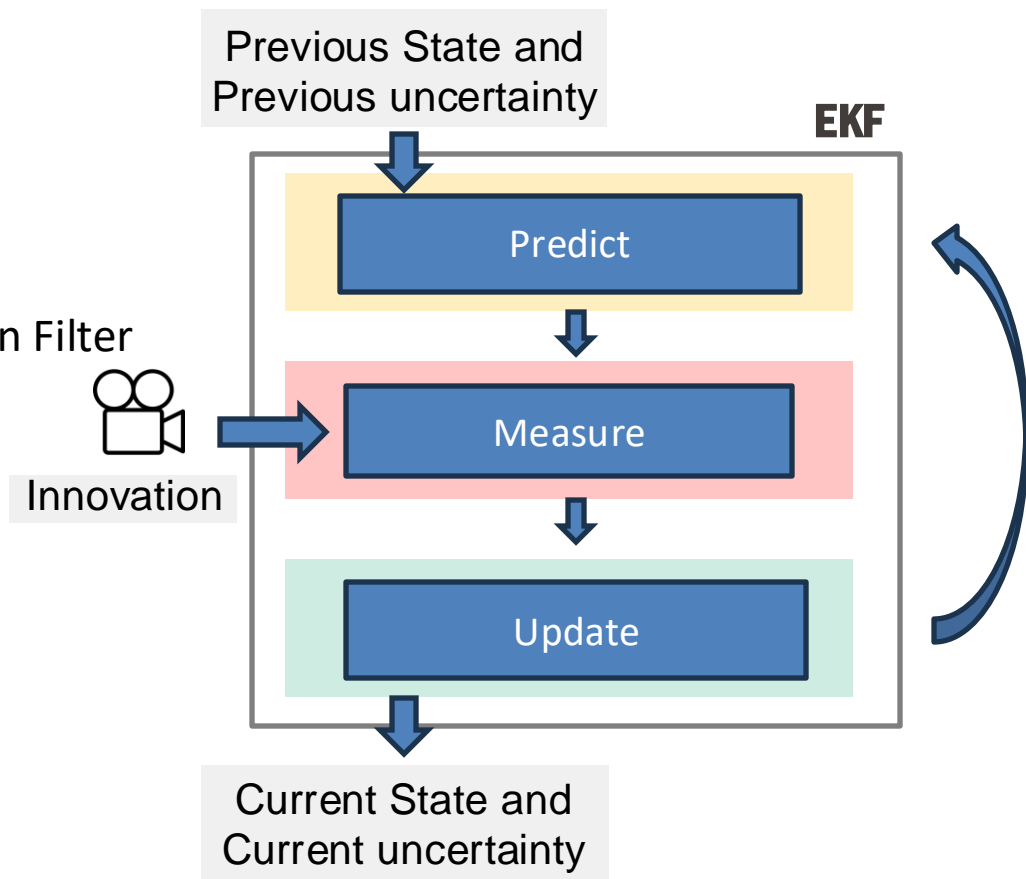 Previous State and
Previous uncertainty
EKF
Predict
n Filter
Measure
Innovation
Update
Current State and
Current uncertainty